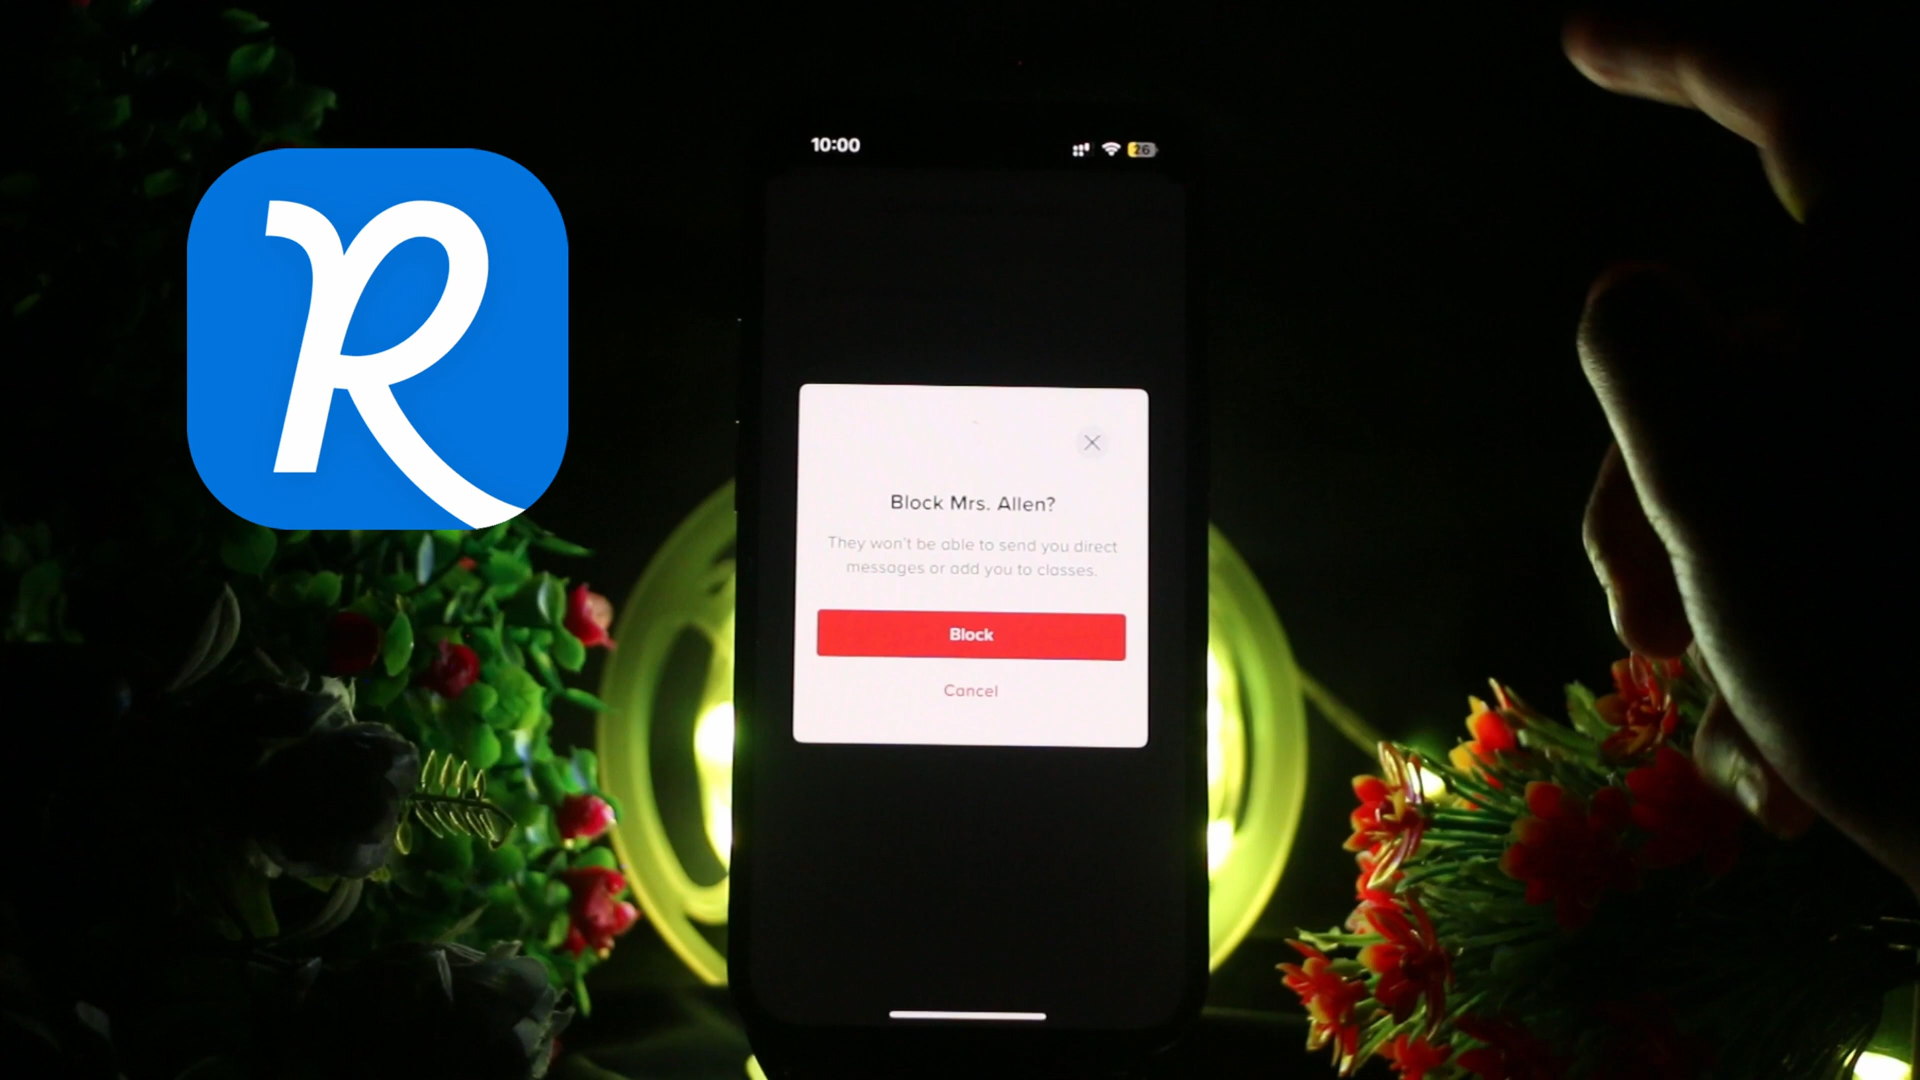 R
10:00
26
Block Mrs. Allen?
They won't be able to send you direct
messages or add you to classes.
Block
Cancel